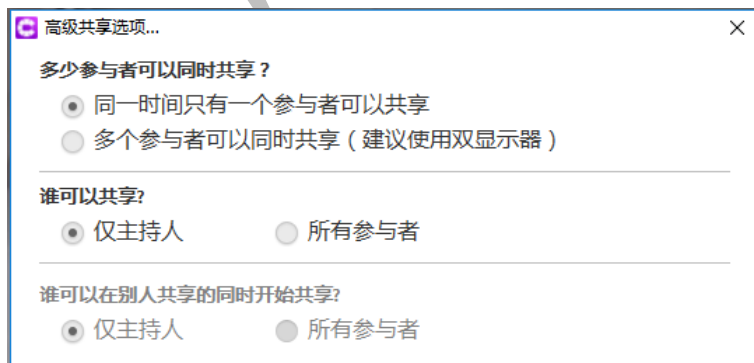 高级共享选项...
多少参与者可以同时共享？
同一时间只有一个参与者可以共享
多个参与者可以同时共享（建议使用双显示器）
谁可以共享?
仅主持人 所有参与者
谁可以在别人共享的同时开始共享?
仅主持人 所有参与者